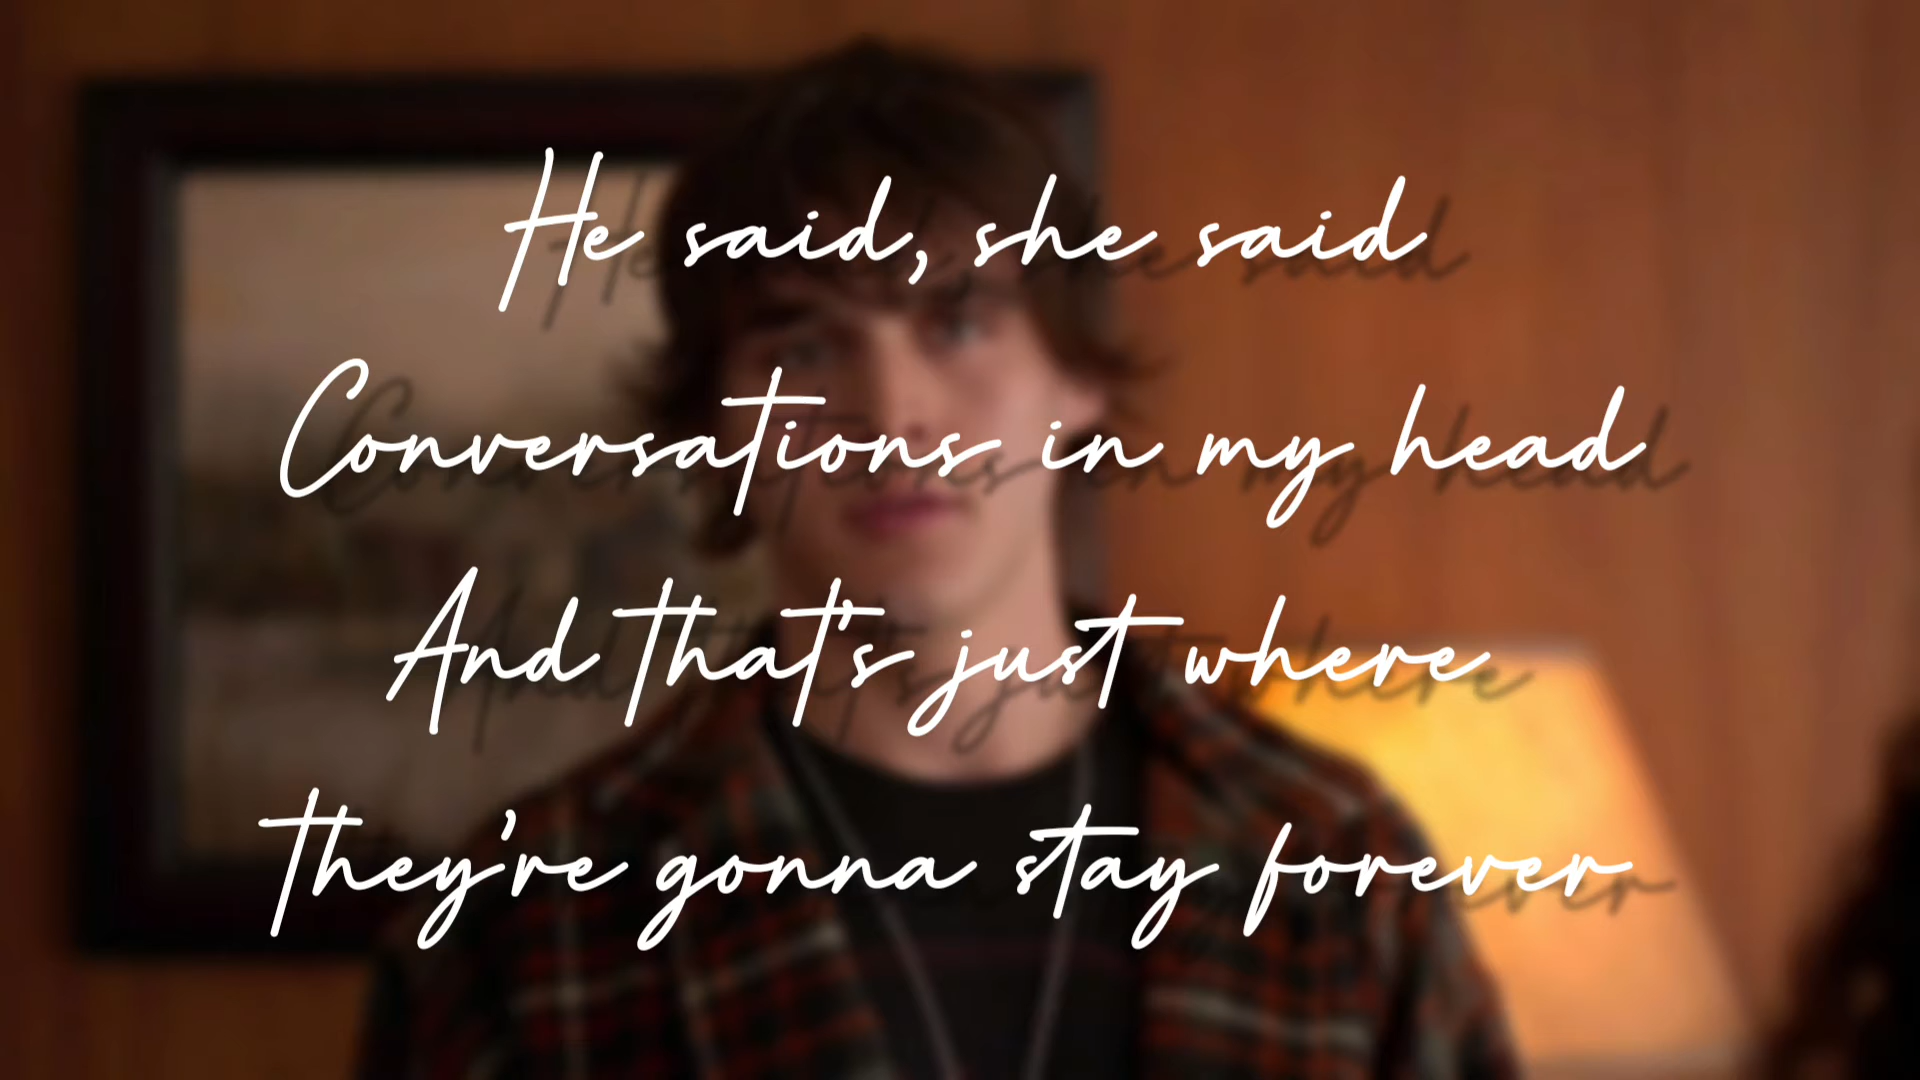 He said, she said
Conversations in my head
And that's just where
they're gonna stay forever